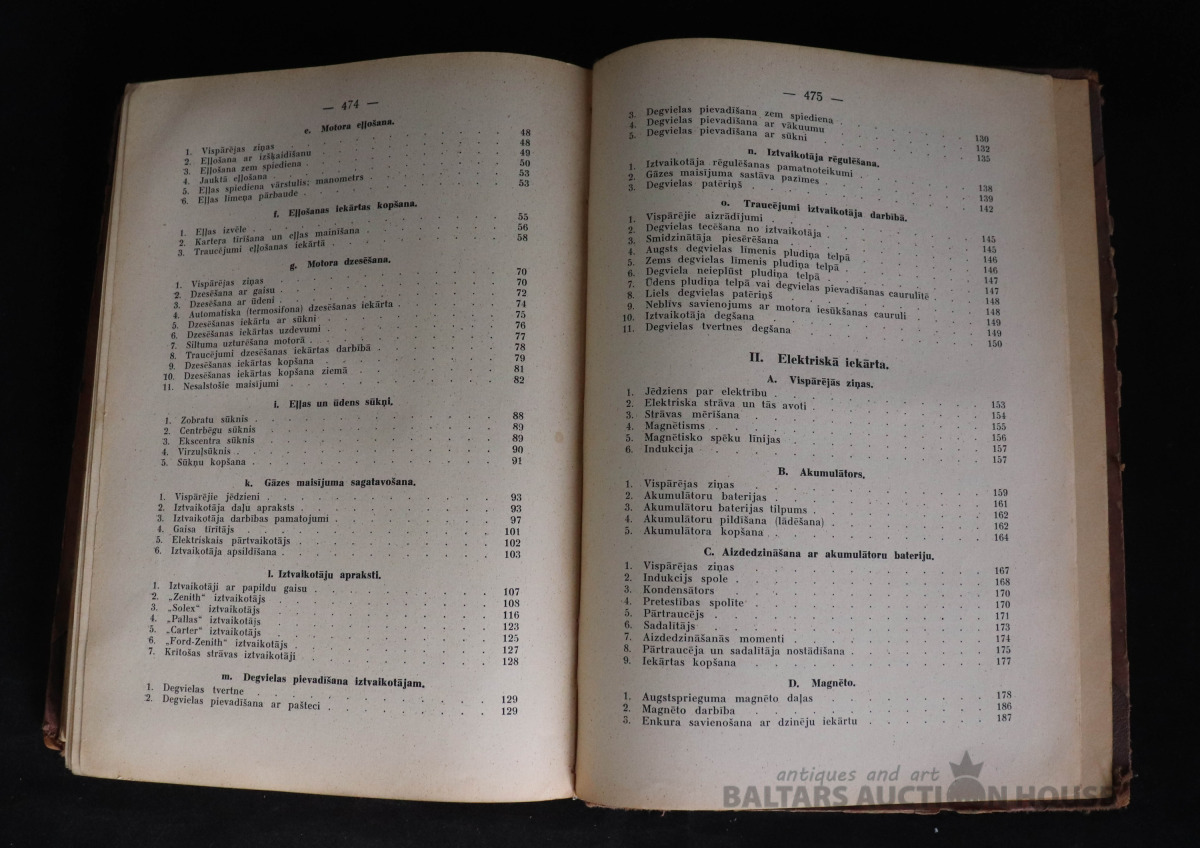 — 474 —
e. Motora eļļošana.
1. Vispārējas ziņas . . . 48
2. Eļļošana ar izšķaidīšanu . . . 48
3. Eļļošana zem spiediena . . . 49
4. Jauktā eļļošana . . . 50
5. Eļļas spiediena vārstulis; manometrs . . . 53
6. Eļļas līmeņa pārbaude . . . 53
f. Eļļošanas iekārtas kopšana.
1. Eļļas izvēle . . . 55
2. Kartera tīrīšana un eļļas mainīšana . . . 56
3. Traucējumi eļļošanas iekārtā . . . 58
g. Motora dzesēšana.
1. Vispārējas ziņas . . . 70
2. Dzesēšana ar gaisu . . . 70
3. Dzesēšana ar ūdeni . . . 72
4. Automatiska (termosifona) dzesēšanas iekārta . . . 74
5. Dzesēšanas iekārta ar sūkni . . . 75
6. Dzesēšanas iekārtas uzdevumi . . . 76
7. Siltuma uzturēšana motorā . . . 77
8. Traucējumi dzesēšanas iekārtas darbībā . . . 78
9. Dzesēšanas iekārtas kopšana . . . 79
10. Dzesēšanas iekārtas kopšana ziemā . . . 81
11. Nesalstošie maisījumi . . . 82
i. Eļļas un ūdens sūkņi.
1. Zobratu sūknis . . . 88
2. Centrbēgu sūknis . . . 89
3. Ekscentra sūknis . . . 89
4. Virzuļsūknis . . . 90
5. Sūkņu kopšana . . . 91
k. Gāzes maisījuma sagatavošana.
1. Vispārējie jēdzieni . . . 93
2. Iztvaikotāja daļu apraksts . . . 93
3. Iztvaikotāja darbības pamatojumi . . . 97
4. Gaisa tīrītājs . . . 101
5. Elektriskais pārtvaikotājs . . . 102
6. Iztvaikotāja apsildīšana . . . 103
l. Iztvaikotāju apraksti.
1. Iztvaikotāji ar papildu gaisu . . . 107
2. „Zenith" iztvaikotājs . . . 108
3. „Solex" iztvaikotājs . . . 116
4. „Pallas" iztvaikotājs . . . 123
5. „Carter" iztvaikotājs . . . 125
6. „Ford-Zenith" iztvaikotājs . . . 127
7. Krītošas strāvas iztvaikotāji . . . 128
m. Degvielas pievadīšana iztvaikotājam.
1. Degvielas tvertne . . . 129
2. Degvielas pievadīšana ar pašteci . . . 129
— 475 —
3. Degvielas pievadīšana zem spiediena . . . 130
4. Degvielas pievadīšana ar vākuumu . . . 132
5. Degvielas pievadīšana ar sūkni . . . 135
n. Iztvaikotāja rēgulēšana.
1. Iztvaikotāja rēgulēšanas pamatnoteikumi . . . 138
2. Gāzes maisījuma sastāva pazīmes . . . 139
3. Degvielas patēriņš . . . 142
o. Traucējumi iztvaikotāja darbībā.
1. Vispārējie aizrādījumi . . . 145
2. Degvielas tecēšana no iztvaikotāja . . . 145
3. Smidzinātāja piesērēšana . . . 146
4. Augsts degvielas līmenis pludiņa telpā . . . 146
5. Zems degvielas līmenis pludiņa telpā . . . 147
6. Degviela neieplūst pludiņa telpā . . . 147
7. Ūdens pludiņa telpā vai degvielas pievadīšanas caurulītē . . . 148
8. Liels degvielas patēriņš . . . 148
9. Neblīvs savienojums ar motora iesūkšanas cauruli . . . 149
10. Iztvaikotāja degšana . . . 149
11. Degvielas tvertnes degšana . . . 150
II. Elektriskā iekārta.
A. Vispārējās ziņas.
1. Jēdziens par elektrību . . . 153
2. Elektriska strāva un tās avoti . . . 154
3. Strāvas mērīšana . . . 155
4. Magnētisms . . . 156
5. Magnētisko spēku līnijas . . . 157
6. Indukcija . . . 157
B. Akumulātors.
1. Vispārējas ziņas . . . 159
2. Akumulātoru baterijas . . . 161
3. Akumulātoru baterijas tilpums . . . 162
4. Akumulātoru pildīšana (lādēšana) . . . 162
5. Akumulātora kopšana . . . 164
C. Aizdedzināšana ar akumulātoru bateriju.
1. Vispārējas ziņas . . . 167
2. Indukcijs spole . . . 168
3. Kondensātors . . . 170
4. Pretestības spolīte . . . 170
5. Pārtraucējs . . . 171
6. Sadalītājs . . . 173
7. Aizdedzināšanās momenti . . . 174
8. Pārtraucēja un sadalītāja nostādīšana . . . 175
9. Iekārtas kopšana . . . 177
D. Magnēto.
1. Augstsprieguma magnēto daļas . . . 178
2. Magnēto darbība . . . 186
3. Enkura savienošana ar dzinēju iekārtu . . . 187
antiques and art
BALTARS AUCTION HOUSE